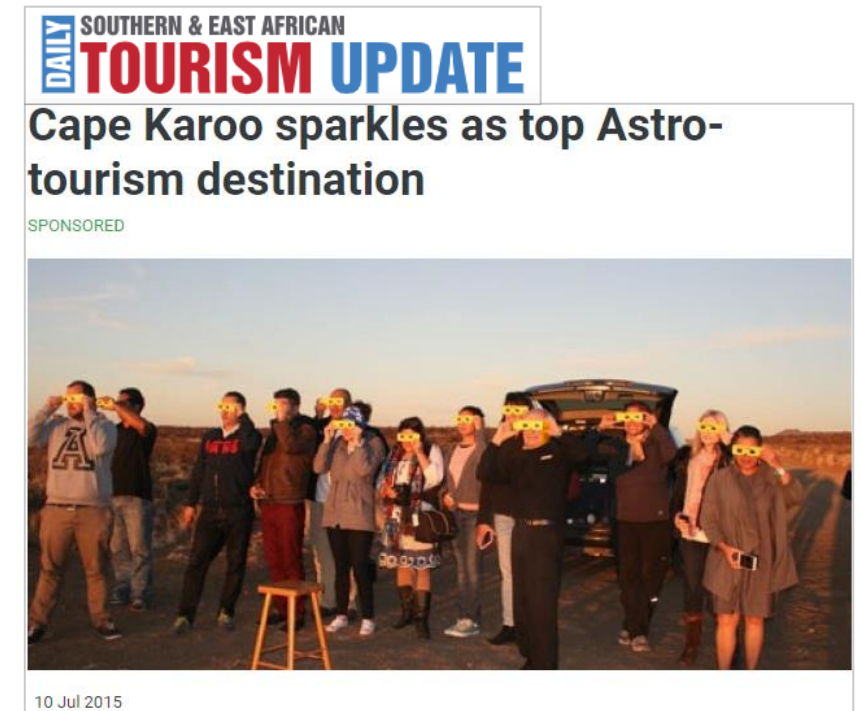 DAILY
SOUTHERN & EAST AFRICAN
TOURISM UPDATE
Cape Karoo sparkles as top Astro-
tourism destination
SPONSORED
A
10 Jul 2015